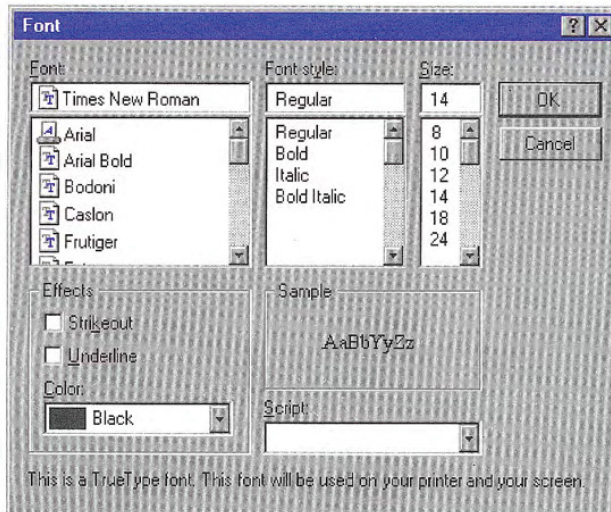 Font
Font: Font style: Size:
Times New Roman Regular 14 OK
Arial Regular 8 Cancel
Arial Bold Bold 10
Bodoni Italic 12
Caslon Bold Italic 14
Frutiger 18
24
Effects
Strikeout
Underline
Color:
Black
Sample
AaBbYyZz
Script:
This is a TrueType font. This font will be used on your printer and your screen.